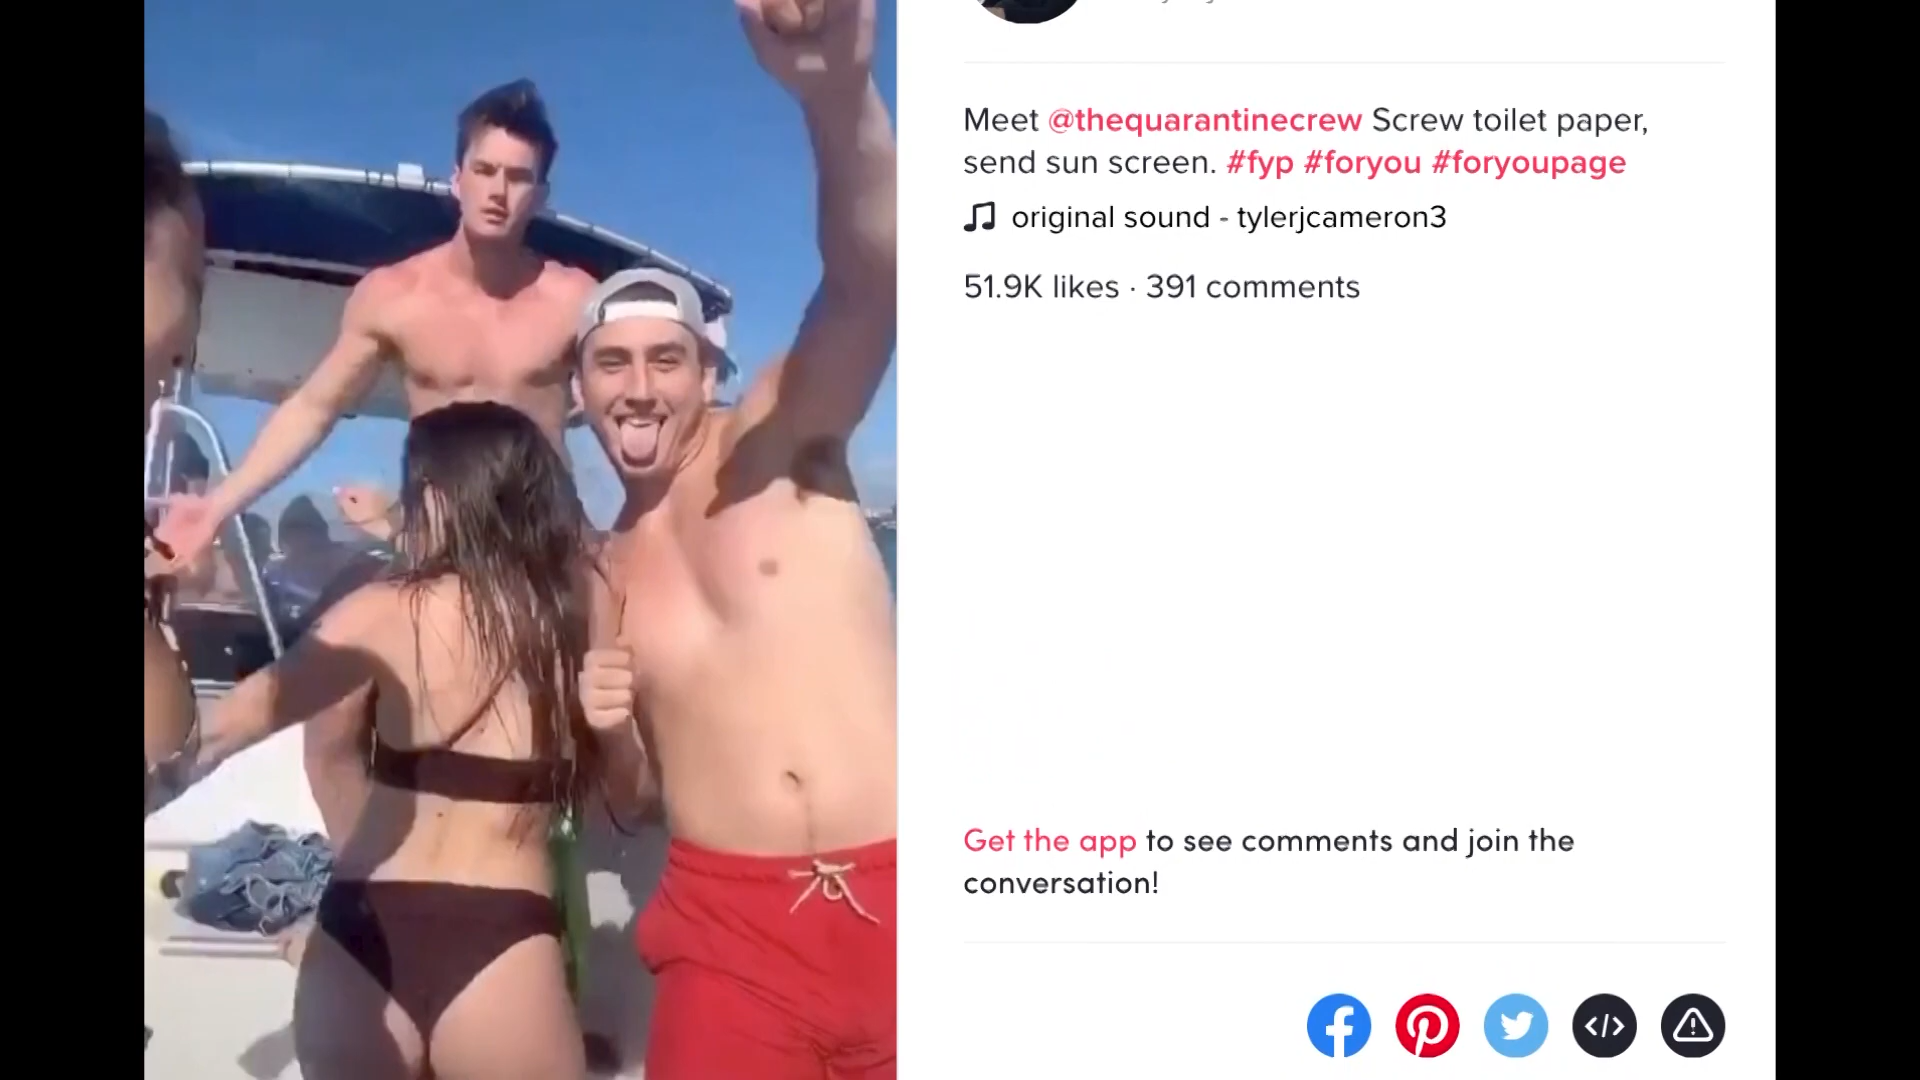 Meet @thequarantinecrew Screw toilet paper,
send sun screen. #fyp #foryou #foryoupage
original sound - tylerjcameron3
51.9K likes · 391 comments
Get the app to see comments and join the
conversation!